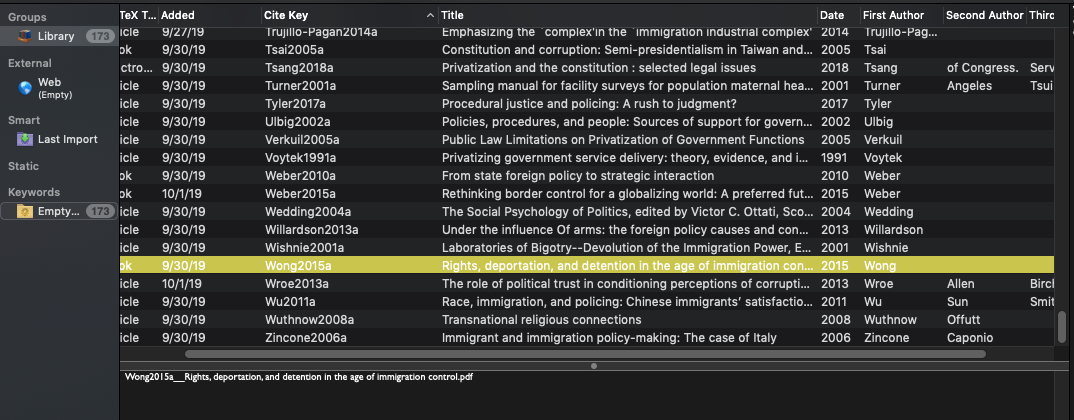 Groups
Library 173
External
Web
(Empty)
Smart
Last Import
Static
Keywords
Empty... 173
TeX T... Added Cite Key Title Date First Author Second Author Third
icle 9/27/19 Trujillo-Pagan2014a Emphasizing the `complex'in the `immigration industrial complex' 2014 Trujillo-Pag...
ok 9/30/19 Tsai2005a Constitution and corruption: Semi-presidentialism in Taiwan and... 2005 Tsai
ctro... 9/30/19 Tsang2018a Privatization and the constitution : selected legal issues 2018 Tsang of Congress. Serv
icle 9/30/19 Turner2001a Sampling manual for facility surveys for population maternal hea... 2001 Turner Angeles Tsui
icle 9/30/19 Tyler2017a Procedural justice and policing: A rush to judgment? 2017 Tyler
icle 9/30/19 Ulbig2002a Policies, procedures, and people: Sources of support for govern... 2002 Ulbig
icle 9/30/19 Verkuil2005a Public Law Limitations on Privatization of Government Functions 2005 Verkuil
icle 9/30/19 Voytek1991a Privatizing government service delivery: theory, evidence, and i... 1991 Voytek
ok 9/30/19 Weber2010a From state foreign policy to strategic interaction 2010 Weber
ok 10/1/19 Weber2015a Rethinking border control for a globalizing world: A preferred fut... 2015 Weber
icle 9/30/19 Wedding2004a The Social Psychology of Politics, edited by Victor C. Ottati, Sco... 2004 Wedding
icle 9/30/19 Willardson2013a Under the influence Of arms: the foreign policy causes and con... 2013 Willardson
icle 9/30/19 Wishnie2001a Laboratories of Bigotry--Devolution of the Immigration Power, E... 2001 Wishnie
ok 9/30/19 Wong2015a Rights, deportation, and detention in the age of immigration con... 2015 Wong
icle 10/1/19 Wroe2013a The role of political trust in conditioning perceptions of corrupti... 2013 Wroe Allen Birch
icle 9/30/19 Wu2011a Race, immigration, and policing: Chinese immigrants' satisfactio... 2011 Wu Sun Smit
icle 9/30/19 Wuthnow2008a Transnational religious connections 2008 Wuthnow Offutt
icle 9/30/19 Zincone2006a Immigrant and immigration policy-making: The case of Italy 2006 Zincone Caponio
Wong2015a__Rights, deportation, and detention in the age of immigration control.pdf